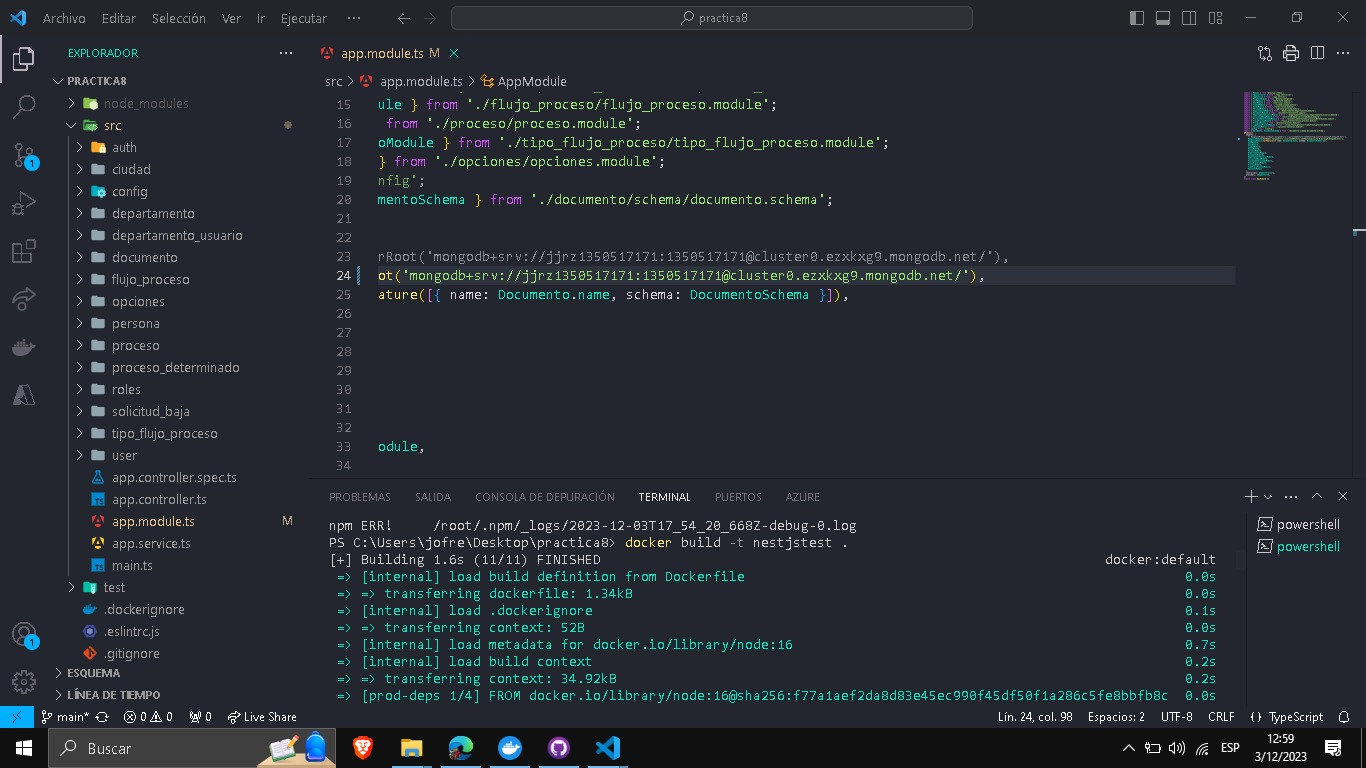 Archivo Editar Selección Ver Ir Ejecutar ··· practica8
EXPLORADOR ···
PRACTICA8
node_modules
src
auth
ciudad
config
departamento
departamento_usuario
documento
flujo_proceso
opciones
persona
proceso
proceso_determinado
roles
solicitud_baja
tipo_flujo_proceso
user
app.controller.spec.ts
app.controller.ts
app.module.ts M
app.service.ts
main.ts
test
.dockerignore
.eslintrc.js
.gitignore
ESQUEMA
LÍNEA DE TIEMPO
1
1
app.module.ts M
src > app.module.ts > AppModule
15 ule } from './flujo_proceso/flujo_proceso.module';
16 from './proceso/proceso.module';
17 oModule } from './tipo_flujo_proceso/tipo_flujo_proceso.module';
18 } from './opciones/opciones.module';
19 nfig';
20 mentoSchema } from './documento/schema/documento.schema';
21
22
23 rRoot('mongodb+srv://jjrz1350517171:1350517171@cluster0.ezxkxg9.mongodb.net/'),
24 ot('mongodb+srv://jjrz1350517171:1350517171@cluster0.ezxkxg9.mongodb.net/'),
25 ature([{ name: Documento.name, schema: DocumentoSchema }]),
26
27
28
29
30
31
32
33 odule,
34
PROBLEMAS SALIDA CONSOLA DE DEPURACIÓN TERMINAL PUERTOS AZURE
npm ERR! /root/.npm/_logs/2023-12-03T17_54_20_668Z-debug-0.log
PS C:\Users\jofre\Desktop\practica8> docker build -t nestjstest .
[+] Building 1.6s (11/11) FINISHED docker:default
=> [internal] load build definition from Dockerfile 0.0s
=> => transferring dockerfile: 1.34kB 0.0s
=> [internal] load .dockerignore 0.1s
=> => transferring context: 52B 0.0s
=> [internal] load metadata for docker.io/library/node:16 0.7s
=> [internal] load build context 0.2s
=> => transferring context: 34.92kB 0.2s
=> [prod-deps 1/4] FROM docker.io/library/node:16@sha256:f77a1aef2da8d83e45ec990f45df50f1a286c5fe8bbfb8c 0.0s
powershell
powershell
main* 0 0 0 Live Share Lín. 24, col. 98 Espacios: 2 UTF-8 CRLF {} TypeScript
Buscar
ESP
12:59
3/12/2023